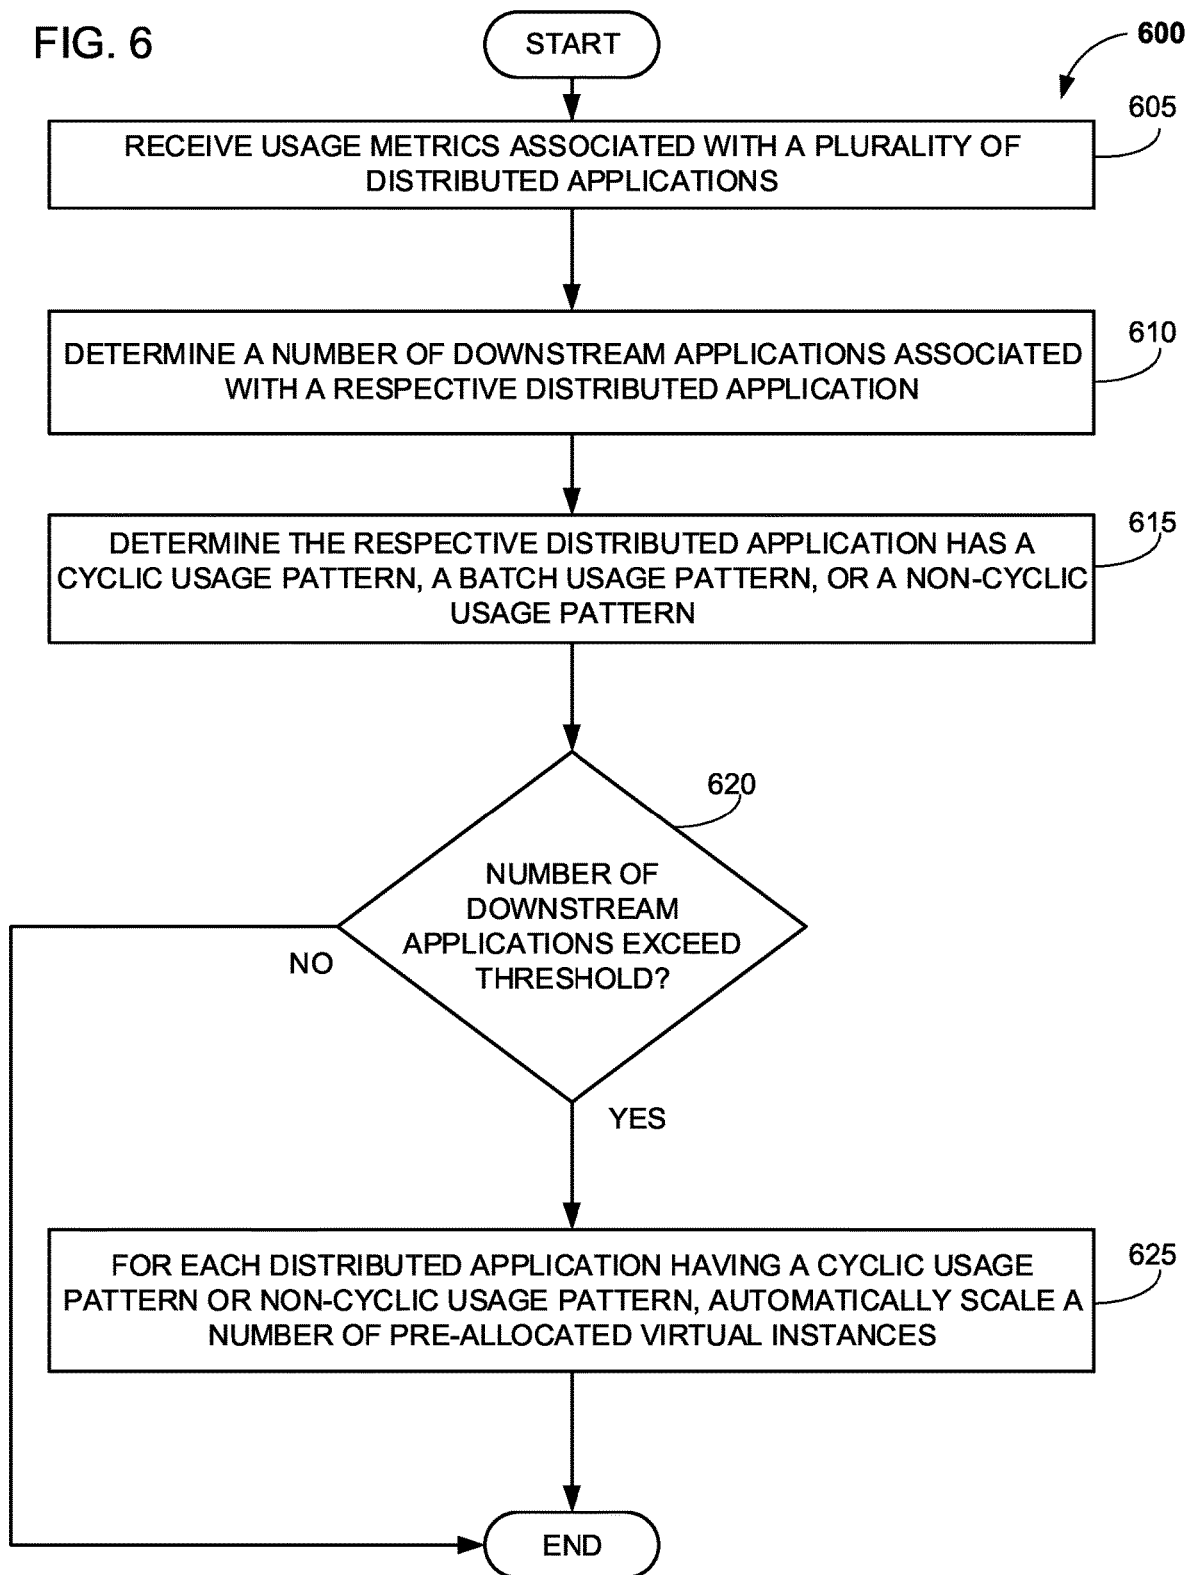 FIG. 6
START
600
605
RECEIVE USAGE METRICS ASSOCIATED WITH A PLURALITY OF
DISTRIBUTED APPLICATIONS
610
DETERMINE A NUMBER OF DOWNSTREAM APPLICATIONS ASSOCIATED
WITH A RESPECTIVE DISTRIBUTED APPLICATION
615
DETERMINE THE RESPECTIVE DISTRIBUTED APPLICATION HAS A
CYCLIC USAGE PATTERN, A BATCH USAGE PATTERN, OR A NON-CYCLIC
USAGE PATTERN
620
NUMBER OF
DOWNSTREAM
APPLICATIONS EXCEED
THRESHOLD?
NO
YES
625
FOR EACH DISTRIBUTED APPLICATION HAVING A CYCLIC USAGE
PATTERN OR NON-CYCLIC USAGE PATTERN, AUTOMATICALLY SCALE A
NUMBER OF PRE-ALLOCATED VIRTUAL INSTANCES
END